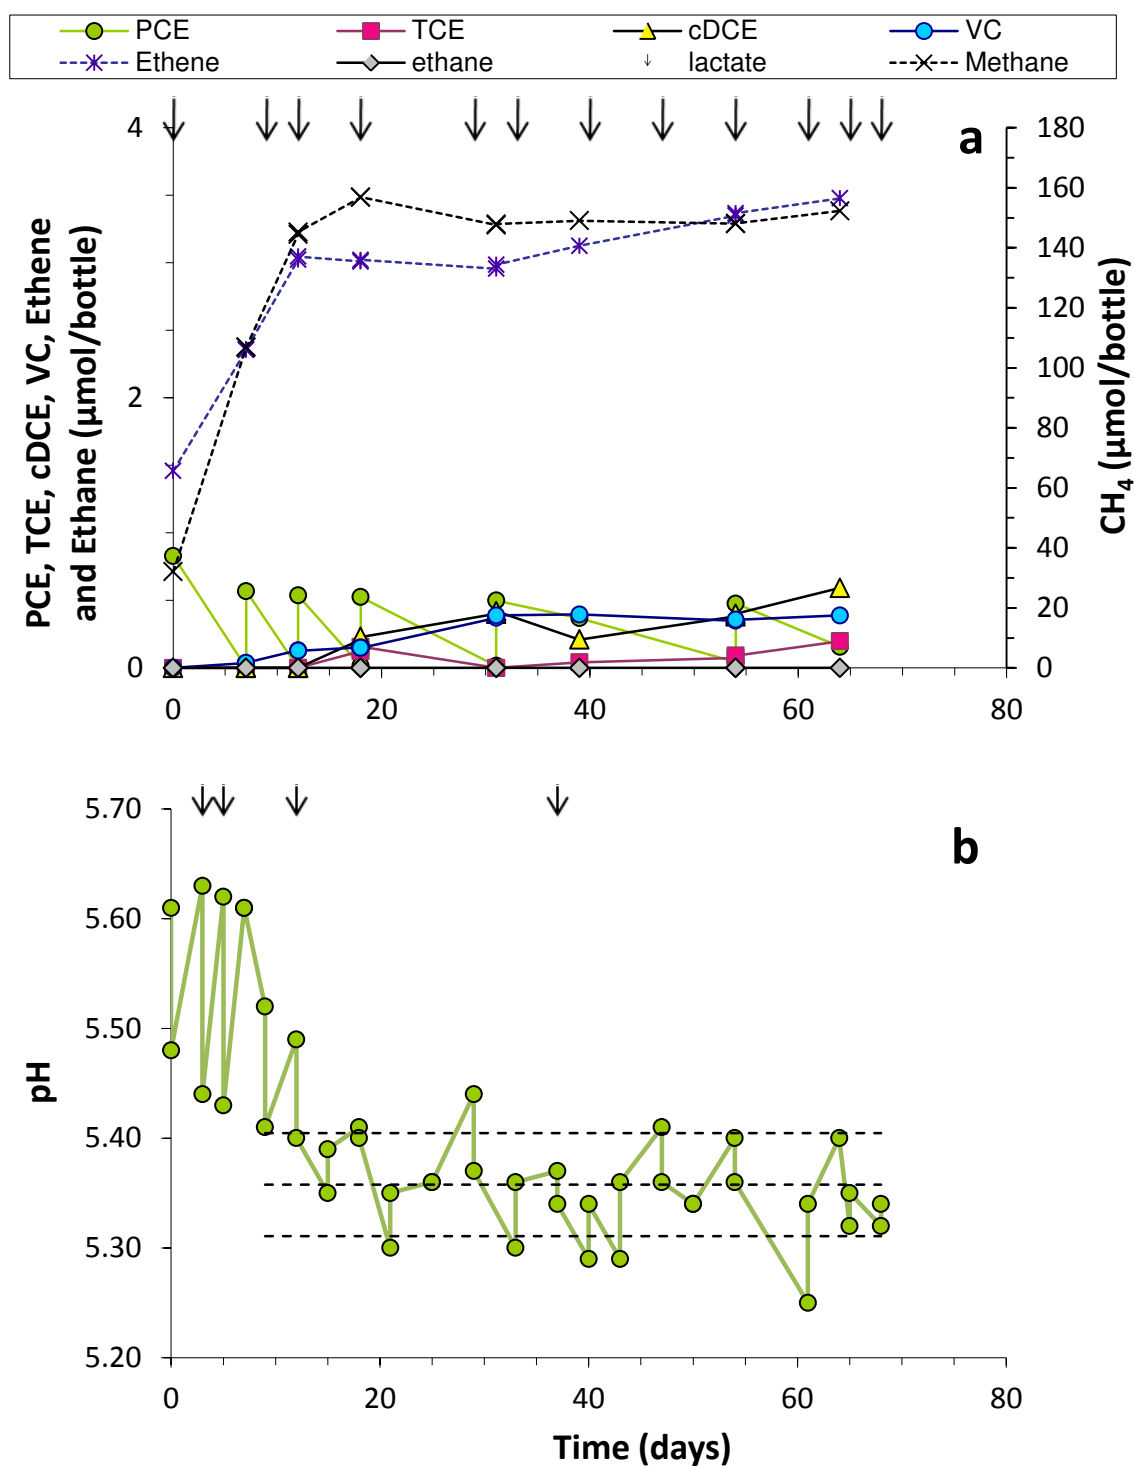 PCE TCE cDCE VC
Ethene ethane lactate Methane
a
PCE, TCE, cDCE, VC, Ethene
and Ethane (µmol/bottle)
4
2
0
180
160
140
120
100
80
60
40
20
0
CH₄ (µmol/bottle)
0 20 40 60 80
b
pH
5.70
5.60
5.50
5.40
5.30
5.20
0 20 40 60 80
Time (days)